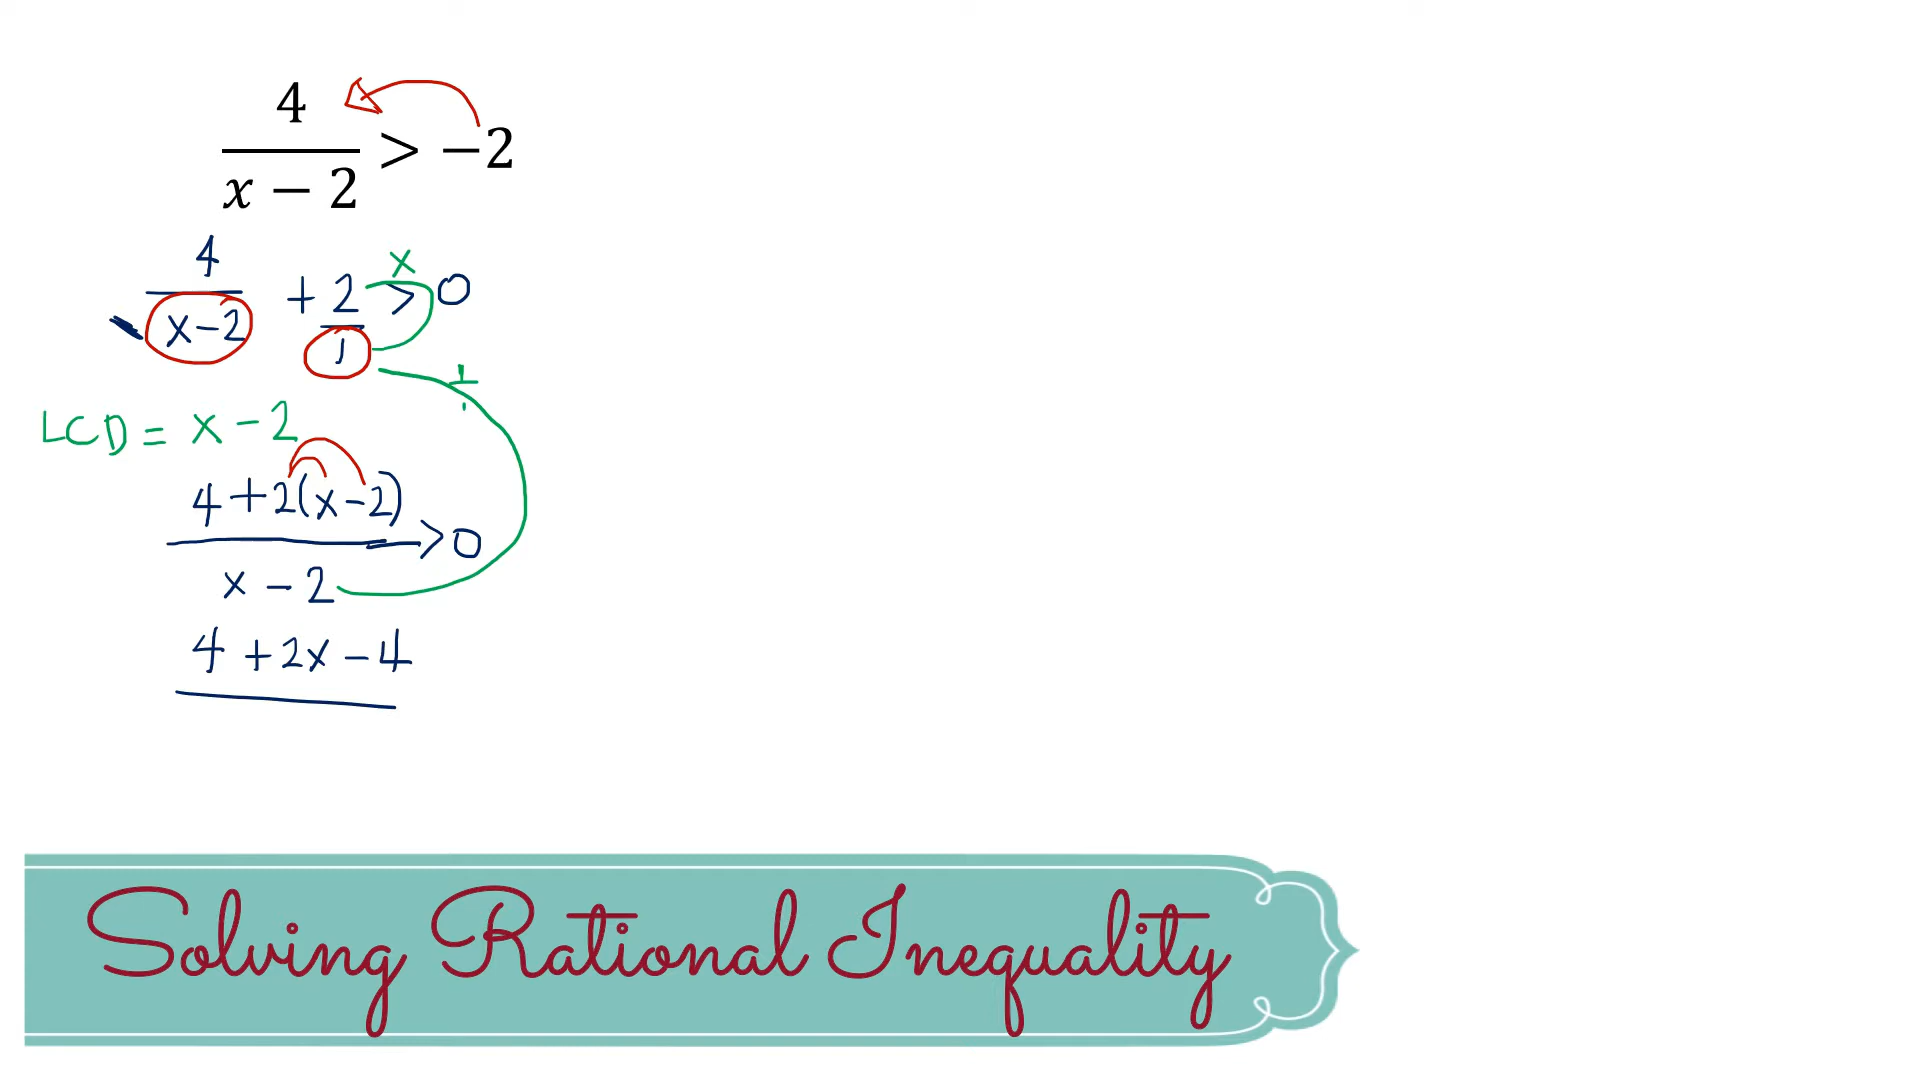 4
x − 2 > −2
4
x − 2 + 2 > 0
1
x
÷
LCD = x − 2
4 + 2(x − 2)
x − 2 > 0
4 + 2x − 4
Solving Rational Inequality